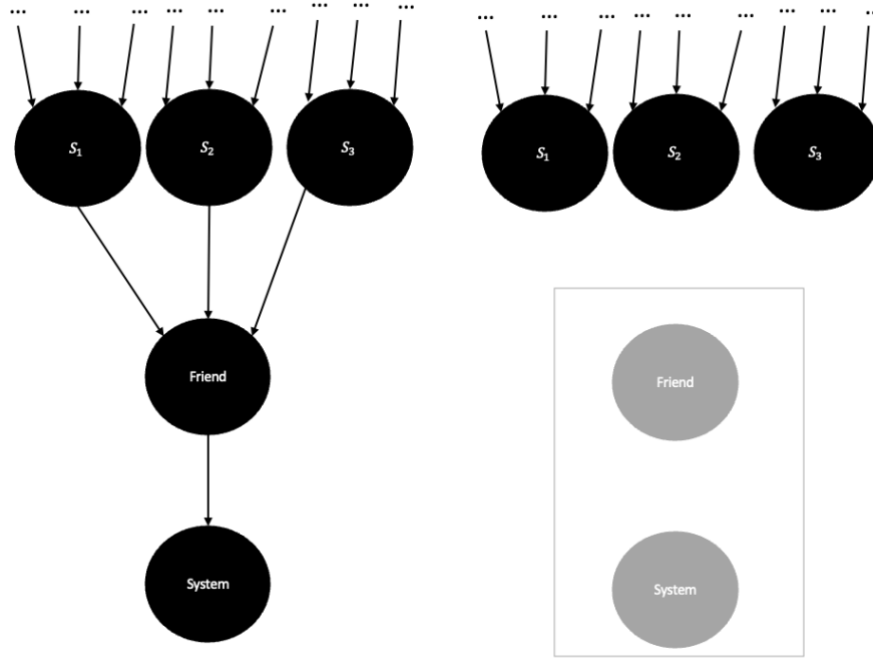 ... ... ... ... ... ... ... ... ... ... ... ... ... ... ... ... ... ...
S₁ S₂ S₃ S₁ S₂ S₃
Friend Friend
System System